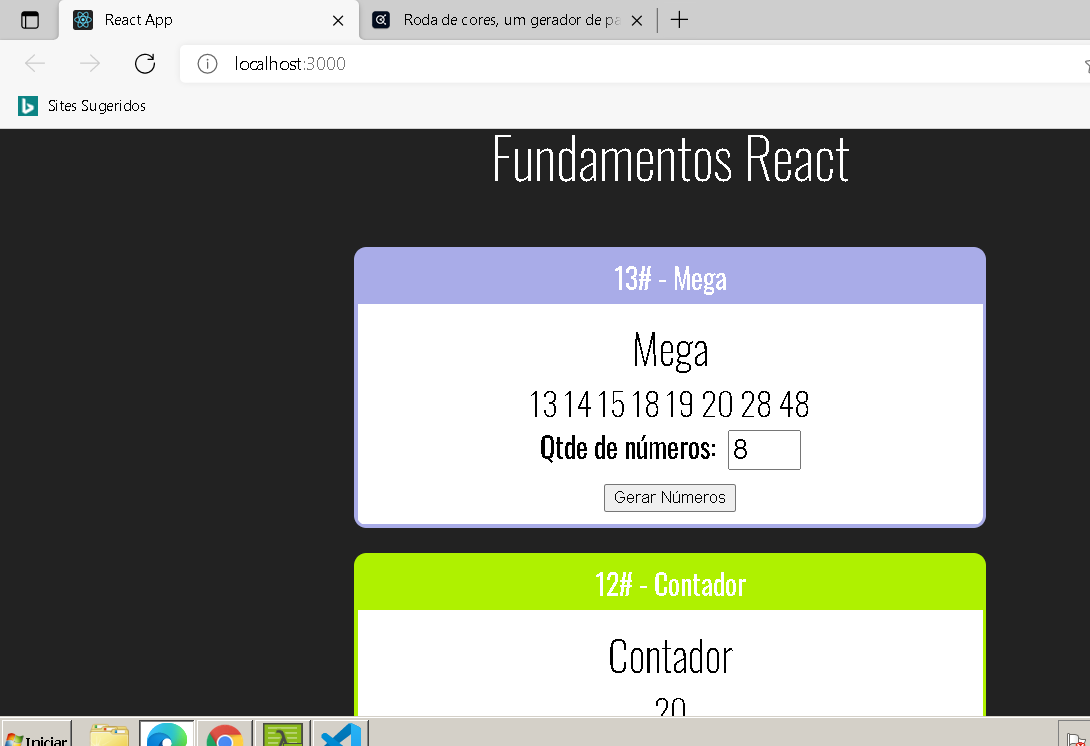 React App
Roda de cores, um gerador de pa
localhost:3000
Sites Sugeridos
Fundamentos React
13# - Mega
Mega
13 14 15 18 19 20 28 48
Qtde de números: 8
Gerar Números
12# - Contador
Contador
20
Iniciar